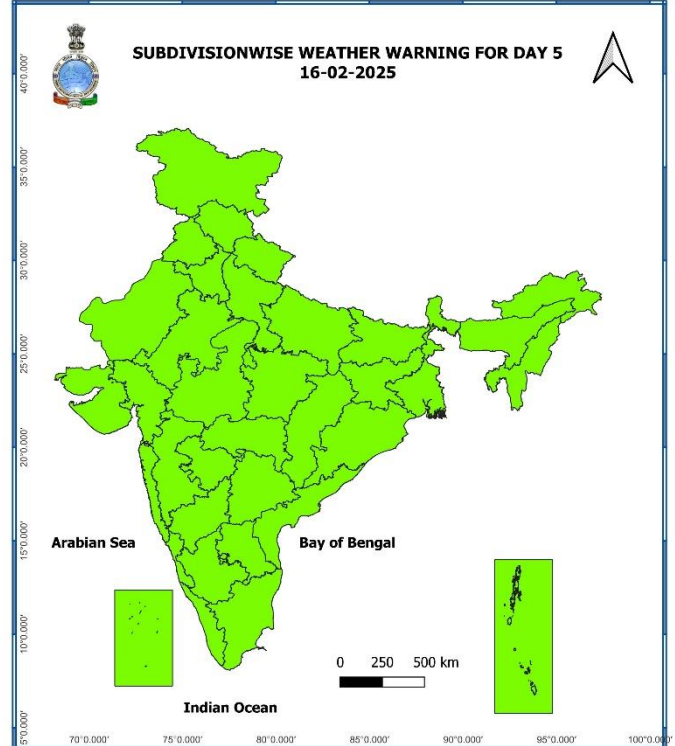 SUBDIVISIONWISE WEATHER WARNING FOR DAY 5
16-02-2025
40°0.000'
35°0.000'
30°0.000'
25°0.000'
20°0.000'
15°0.000'
10°0.000'
5°0.000'
Arabian Sea
Bay of Bengal
0 250 500 km
Indian Ocean
70°0.000' 75°0.000' 80°0.000' 85°0.000' 90°0.000' 95°0.000' 100°0.000'